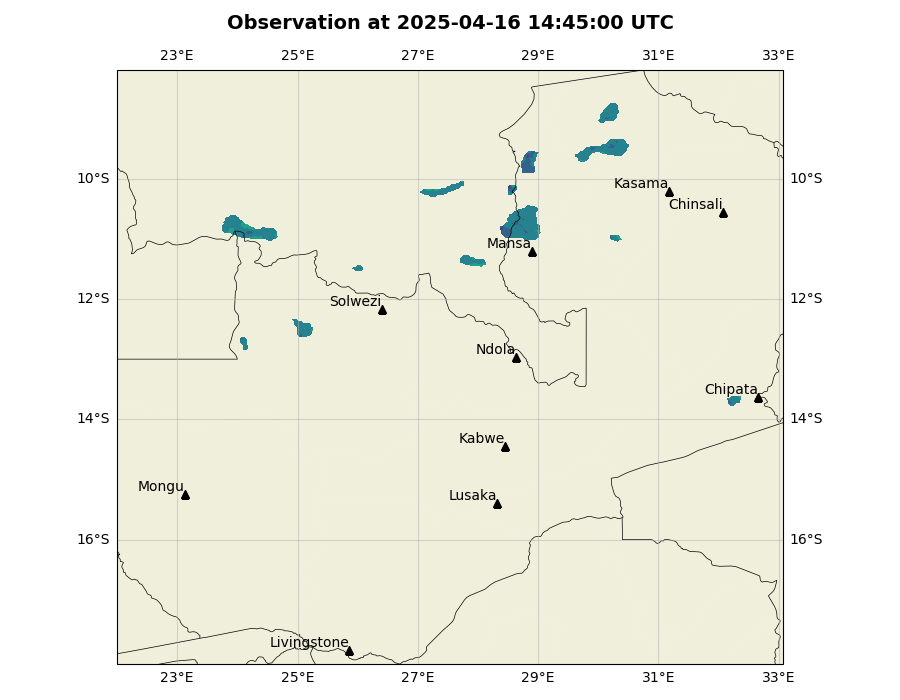 Observation at 2025-04-16 14:45:00 UTC
23°E 25°E 27°E 29°E 31°E 33°E
10°S 10°S
Kasama
Chinsali
Mansa
12°S 12°S
Solwezi
Ndola
Chipata
14°S 14°S
Kabwe
Mongu
Lusaka
16°S 16°S
Livingstone
23°E 25°E 27°E 29°E 31°E 33°E